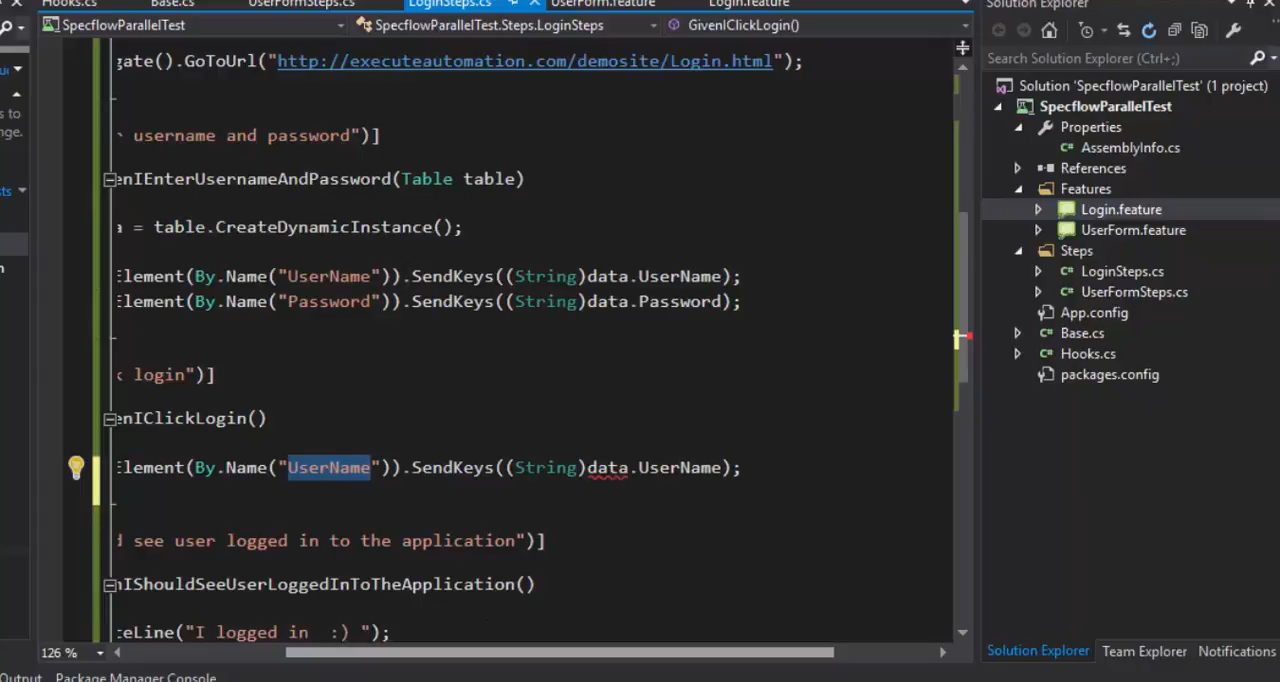 Hooks.cs Base.cs UserFormSteps.cs LoginSteps.cs UserForm.feature Login.feature
SpecflowParallelTest SpecflowParallelTest.Steps.LoginSteps GivenIClickLogin()
gate().GoToUrl("http://executeautomation.com/demosite/Login.html");
username and password")]
enIEnterUsernameAndPassword(Table table)
a = table.CreateDynamicInstance();
Element(By.Name("UserName")).SendKeys((String)data.UserName);
Element(By.Name("Password")).SendKeys((String)data.Password);
k login")]
enIClickLogin()
Element(By.Name("UserName")).SendKeys((String)data.UserName);
d see user logged in to the application")]
nIShouldSeeUserLoggedInToTheApplication()
teLine("I logged in :) ");
126 %
Output Package Manager Console
s to
nge.
sts
n
Solution Explorer
Search Solution Explorer (Ctrl+;)
Solution 'SpecflowParallelTest' (1 project)
SpecflowParallelTest
Properties
C# AssemblyInfo.cs
References
Features
Login.feature
UserForm.feature
Steps
C# LoginSteps.cs
C# UserFormSteps.cs
App.config
C# Base.cs
C# Hooks.cs
packages.config
Solution Explorer Team Explorer Notifications